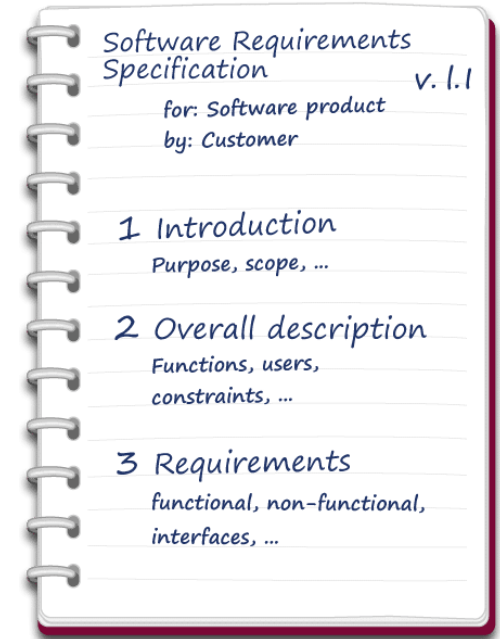 Software Requirements
Specification
v. 1.1
for: Software product
by: Customer
1 Introduction
Purpose, scope, ...
2 Overall description
Functions, users,
constraints, ...
3 Requirements
functional, non-functional,
interfaces, ...